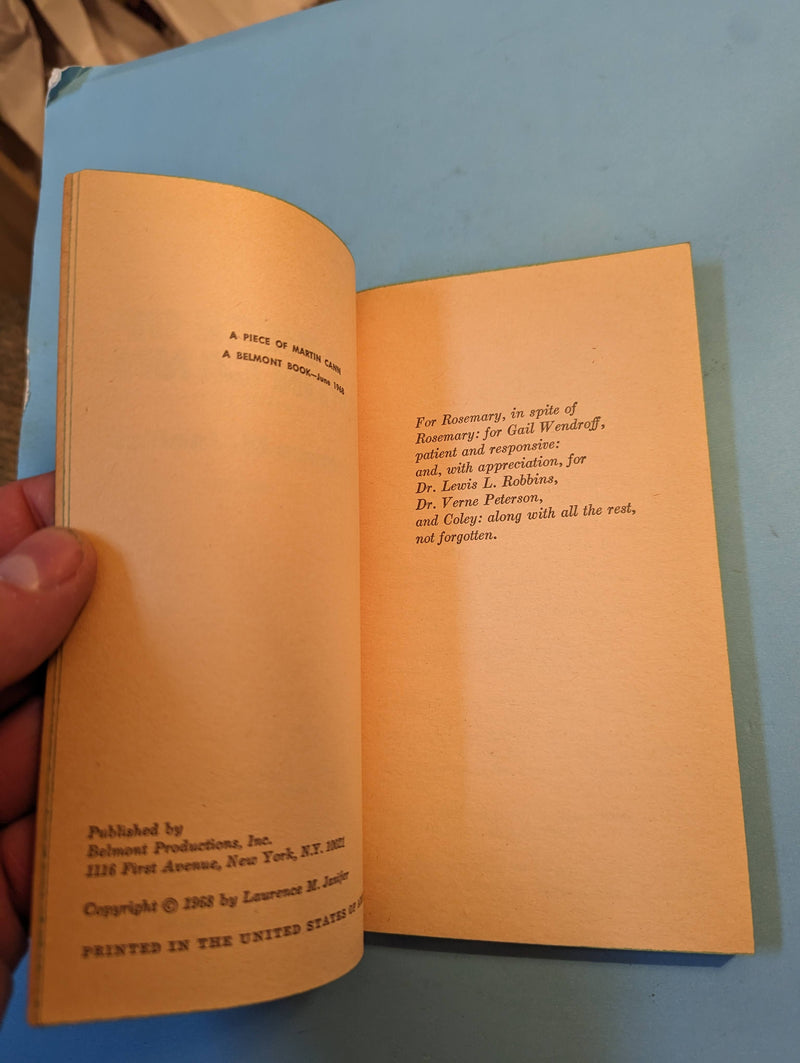 A PIECE OF MARTIN CANN
A BELMONT BOOK—June 1968
Published by
Belmont Productions, Inc.
1116 First Avenue, New York, N.Y. 10021
Copyright © 1968 by Laurence M. Janifer
PRINTED IN THE UNITED STATES OF
For Rosemary, in spite of
Rosemary: for Gail Wendroff,
patient and responsive:
and, with appreciation, for
Dr. Lewis L. Robbins,
Dr. Verne Peterson,
and Coley: along with all the rest,
not forgotten.